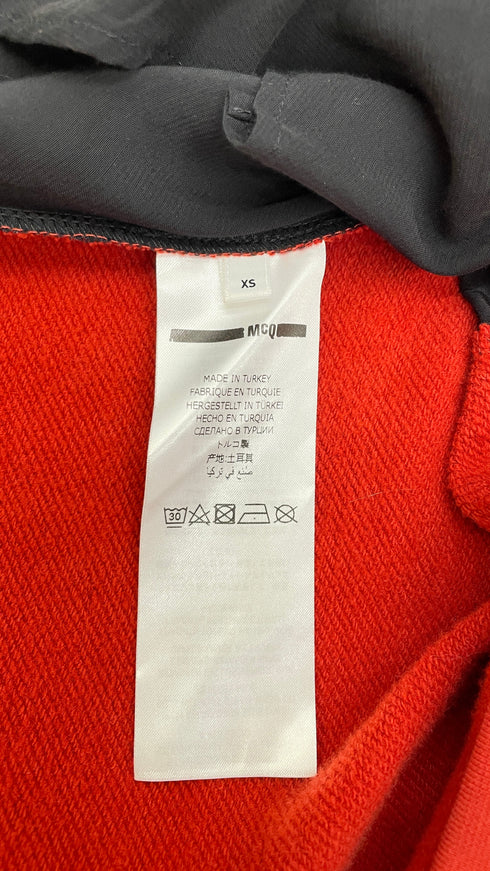 XS
MCQ
MADE IN TURKEY
FABRIQUE EN TURQUIE
HERGESTELLT IN TÜRKEI
HECHO EN TURQUIA
СДЕЛАНО В ТУРЦИИ
トルコ製
产地:土耳其
صنع في تركيا
30